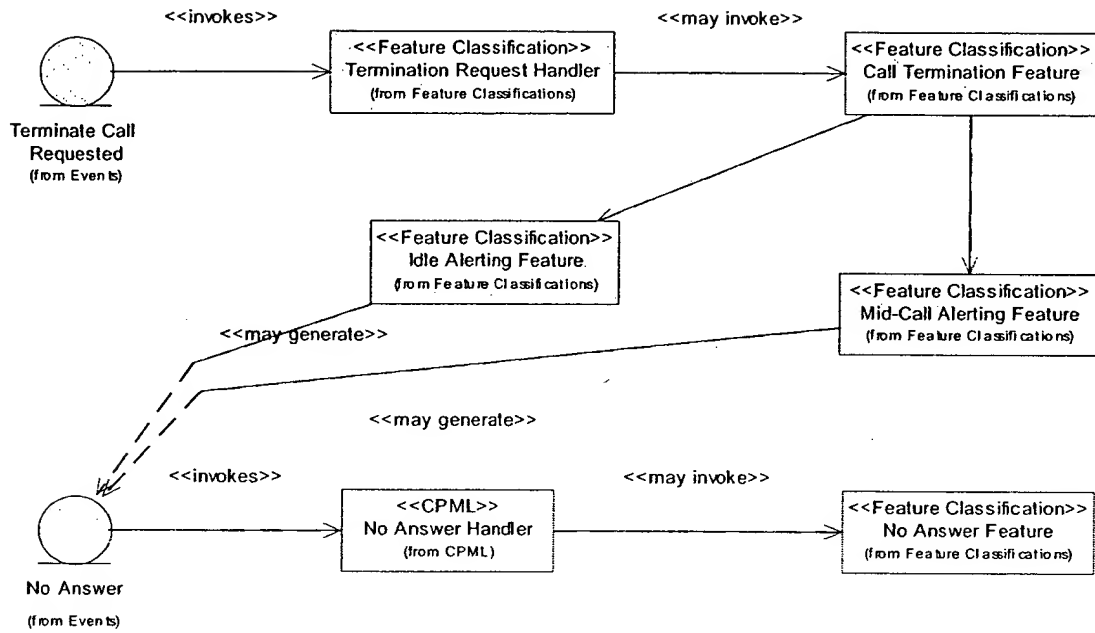 <<invokes>>
<<may invoke>>
<<Feature Classification>>
Termination Request Handler
(from Feature Classifications)
<<Feature Classification>>
Call Termination Feature
(from Feature Classifications)
Terminate Call
Requested
(from Events)
<<Feature Classification>>
Idle Alerting Feature
(from Feature Classifications)
<<Feature Classification>>
Mid-Call Alerting Feature
(from Feature Classifications)
<<may generate>>
<<may generate>>
<<invokes>>
<<may invoke>>
<<CPML>>
No Answer Handler
(from CPML)
<<Feature Classification>>
No Answer Feature
(from Feature Classifications)
No Answer
(from Events)